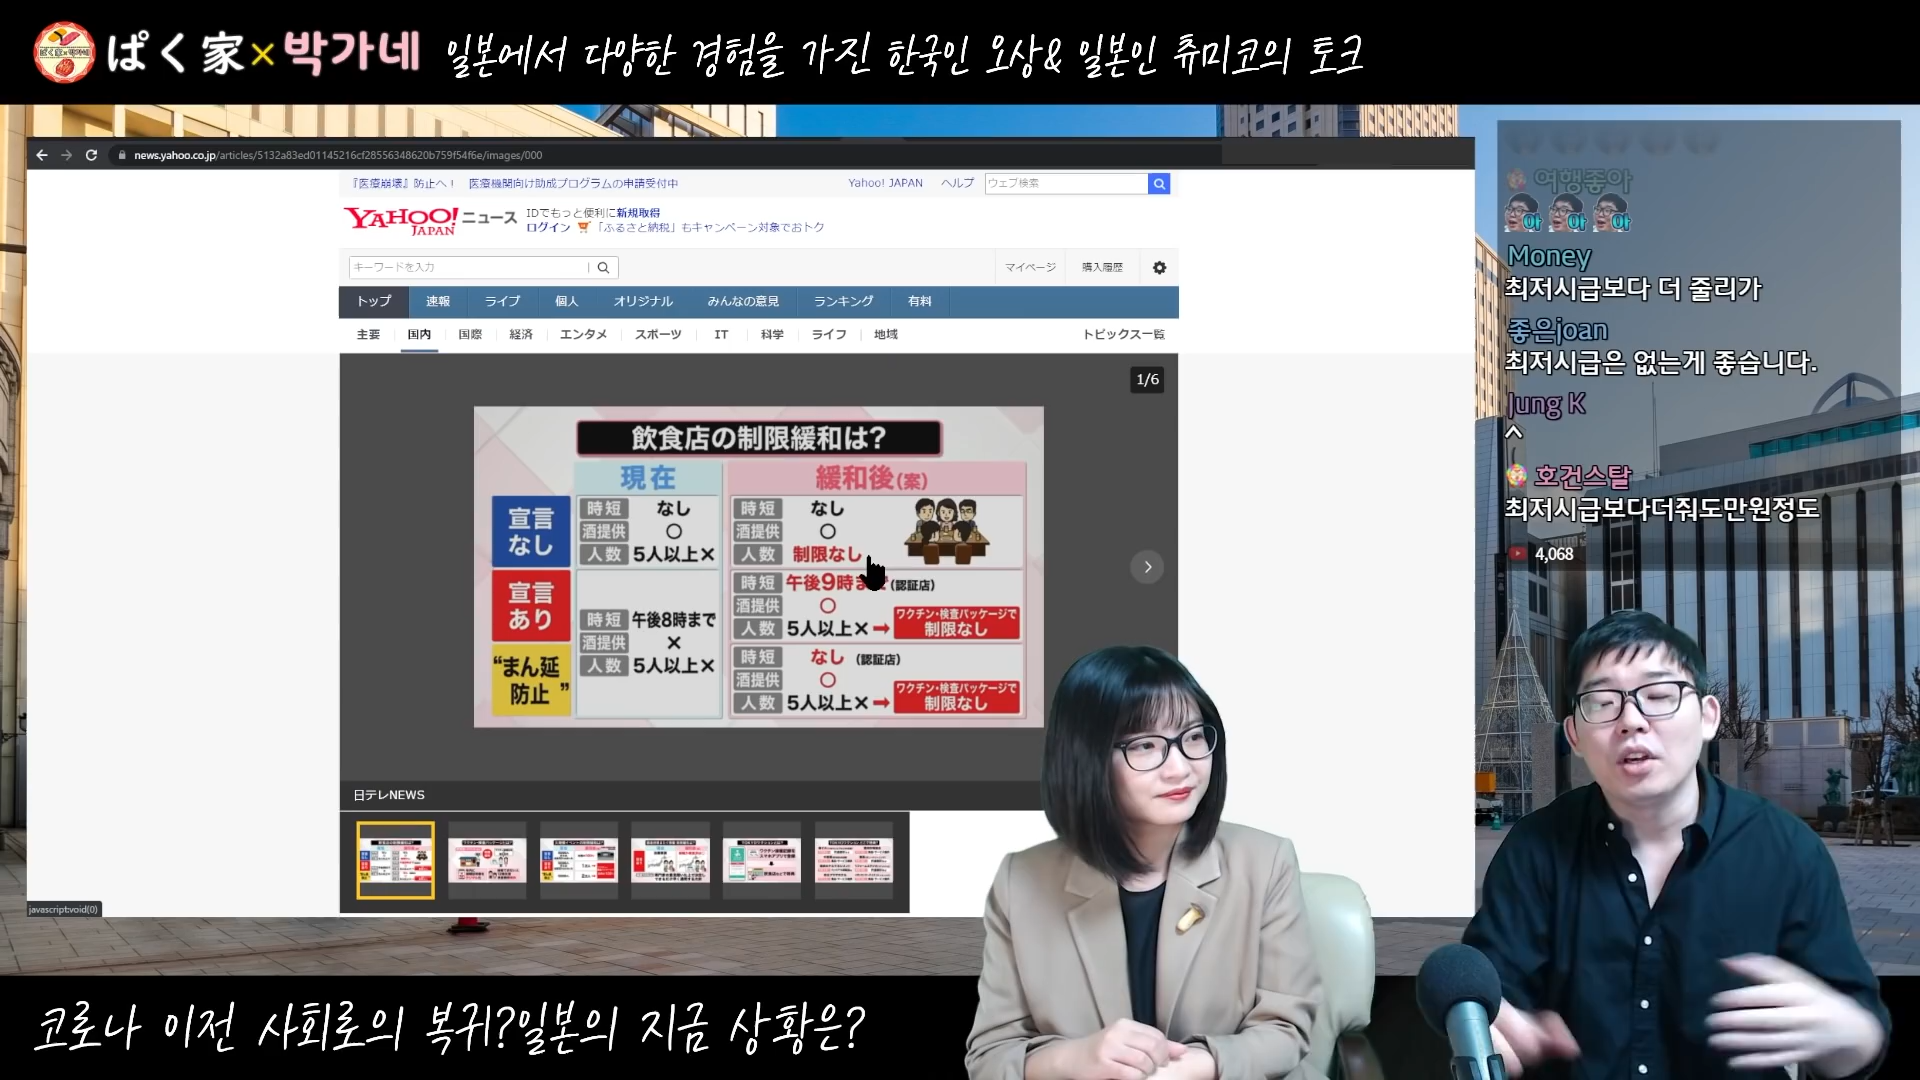 ぱく家×박가네 일본에서 다양한 경험을 가진 한국인 오상& 일본인 츄미코의 토크
news.yahoo.co.jp/articles/5132a83ed01145216cf28556348620b759f54f6e/images/000
『医療崩壊』防止へ！ 医療機関向け助成プログラムの申請受付中
Yahoo! JAPAN ヘルプ ウェブ検索
YAHOO! JAPAN ニュース
IDでもっと便利に新規取得
ログイン 「ふるさと納税」もキャンペーン対象でおトク
キーワードを入力
マイページ 購入履歴
トップ 速報 ライブ 個人 オリジナル みんなの意見 ランキング 有料
主要 国内 国際 経済 エンタメ スポーツ IT 科学 ライフ 地域 トピックス一覧
1/6
飲食店の制限緩和は?
現在 緩和後(案)
宣言なし
時短 なし
酒提供 〇
人数 5人以上×
時短 なし
酒提供 〇
人数 制限なし
宣言あり
"まん延防止"
時短 午後8時まで
酒提供 ×
人数 5人以上×
時短 午後9時まで (認証店)
酒提供 〇
人数 5人以上×➡ワクチン・検査パッケージで制限なし
時短 なし (認証店)
酒提供 〇
人数 5人以上×➡ワクチン・検査パッケージで制限なし
日テレNEWS
javascript:void(0)
여행좋아
아 아 아
Money
최저시급보다 더 줄리가
좋은joan
최저시급은 없는게 좋습니다.
Jung K
ㅅ
호건스탈
최저시급보다더줘도만원정도
4,068
코로나 이전 사회로의 복귀?일본의 지금 상황은?